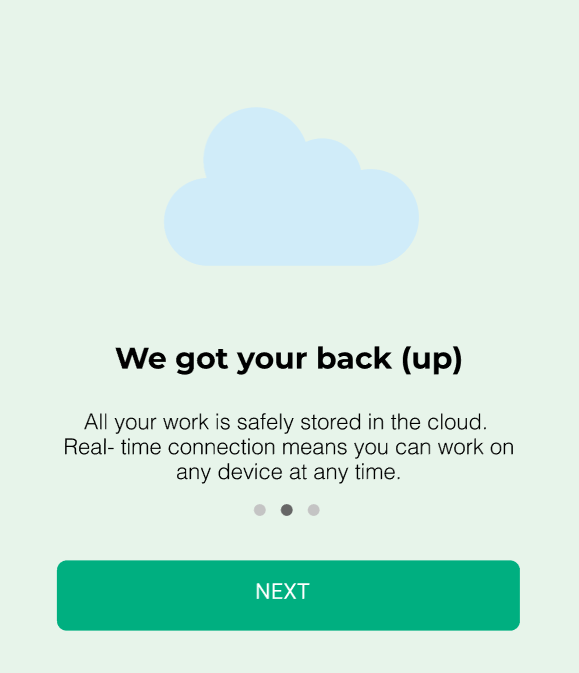 We got your back (up)
All your work is safely stored in the cloud.
Real- time connection means you can work on
any device at any time.
NEXT